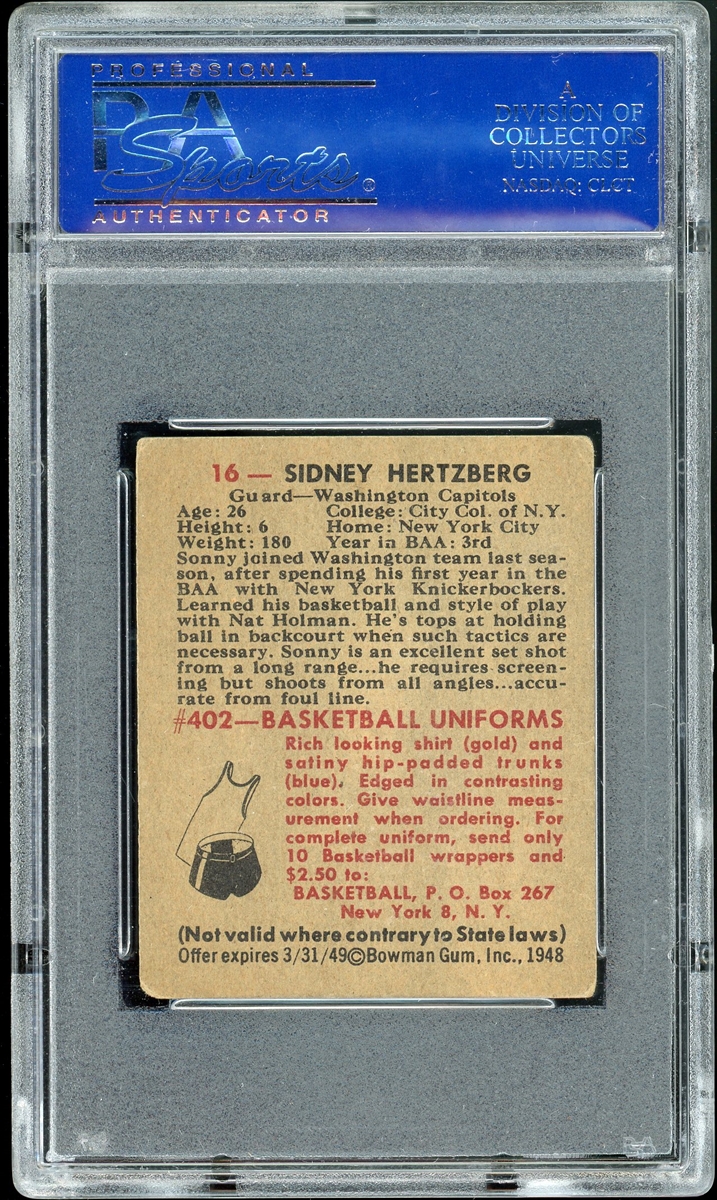 PROFESSIONAL
PSA
Sports®
AUTHENTICATOR
A
DIVISION OF
COLLECTORS
UNIVERSE
NASDAQ: CLCT
16 — SIDNEY HERTZBERG
Guard—Washington Capitols
Age: 26 College: City Col. of N.Y.
Height: 6 Home: New York City
Weight: 180 Year in BAA: 3rd
Sonny joined Washington team last sea-
son, after spending his first year in the
BAA with New York Knickerbockers.
Learned his basketball and style of play
with Nat Holman. He's tops at holding
ball in backcourt when such tactics are
necessary. Sonny is an excellent set shot
from a long range...he requires screen-
ing but shoots from all angles...accu-
rate from foul line.
#402—BASKETBALL UNIFORMS
Rich looking shirt (gold) and
satiny hip-padded trunks
(blue). Edged in contrasting
colors. Give waistline meas-
urement when ordering. For
complete uniform, send only
10 Basketball wrappers and
$2.50 to:
BASKETBALL, P. O. Box 267
New York 8, N. Y.
(Not valid where contrary to State laws)
Offer expires 3/31/49©Bowman Gum, Inc., 1948